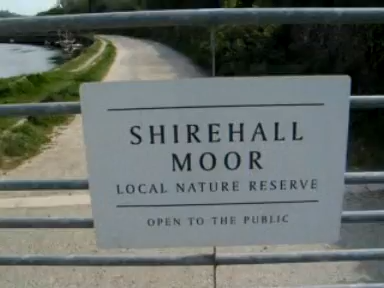 SHIREHALL
MOOR
LOCAL NATURE RESERVE
OPEN TO THE PUBLIC